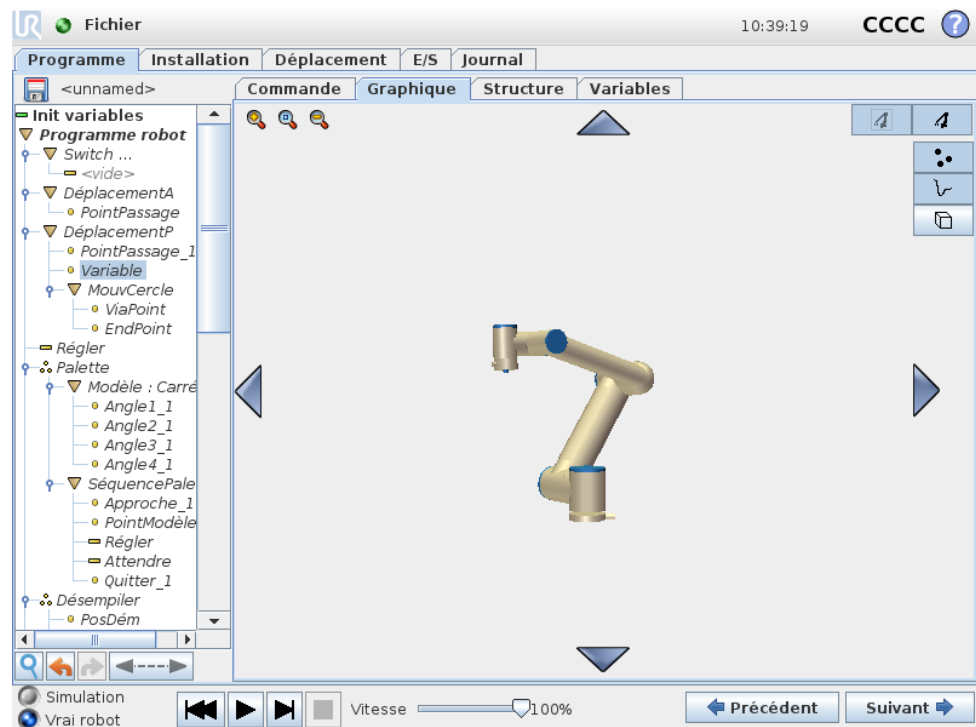 UR Fichier 10:39:19 CCCC ?
Programme Installation Déplacement E/S Journal
<unnamed> Commande Graphique Structure Variables
Init variables
Programme robot
Switch ...
<vide>
DéplacementA
PointPassage
DéplacementP
PointPassage_1
Variable
MouvCercle
ViaPoint
EndPoint
Régler
Palette
Modèle : Carré
Angle1_1
Angle2_1
Angle3_1
Angle4_1
SéquencePale
Approche_1
PointModèle
Régler
Attendre
Quitter_1
Désempiler
PosDém
Simulation
Vrai robot
Vitesse 100% Précédent Suivant